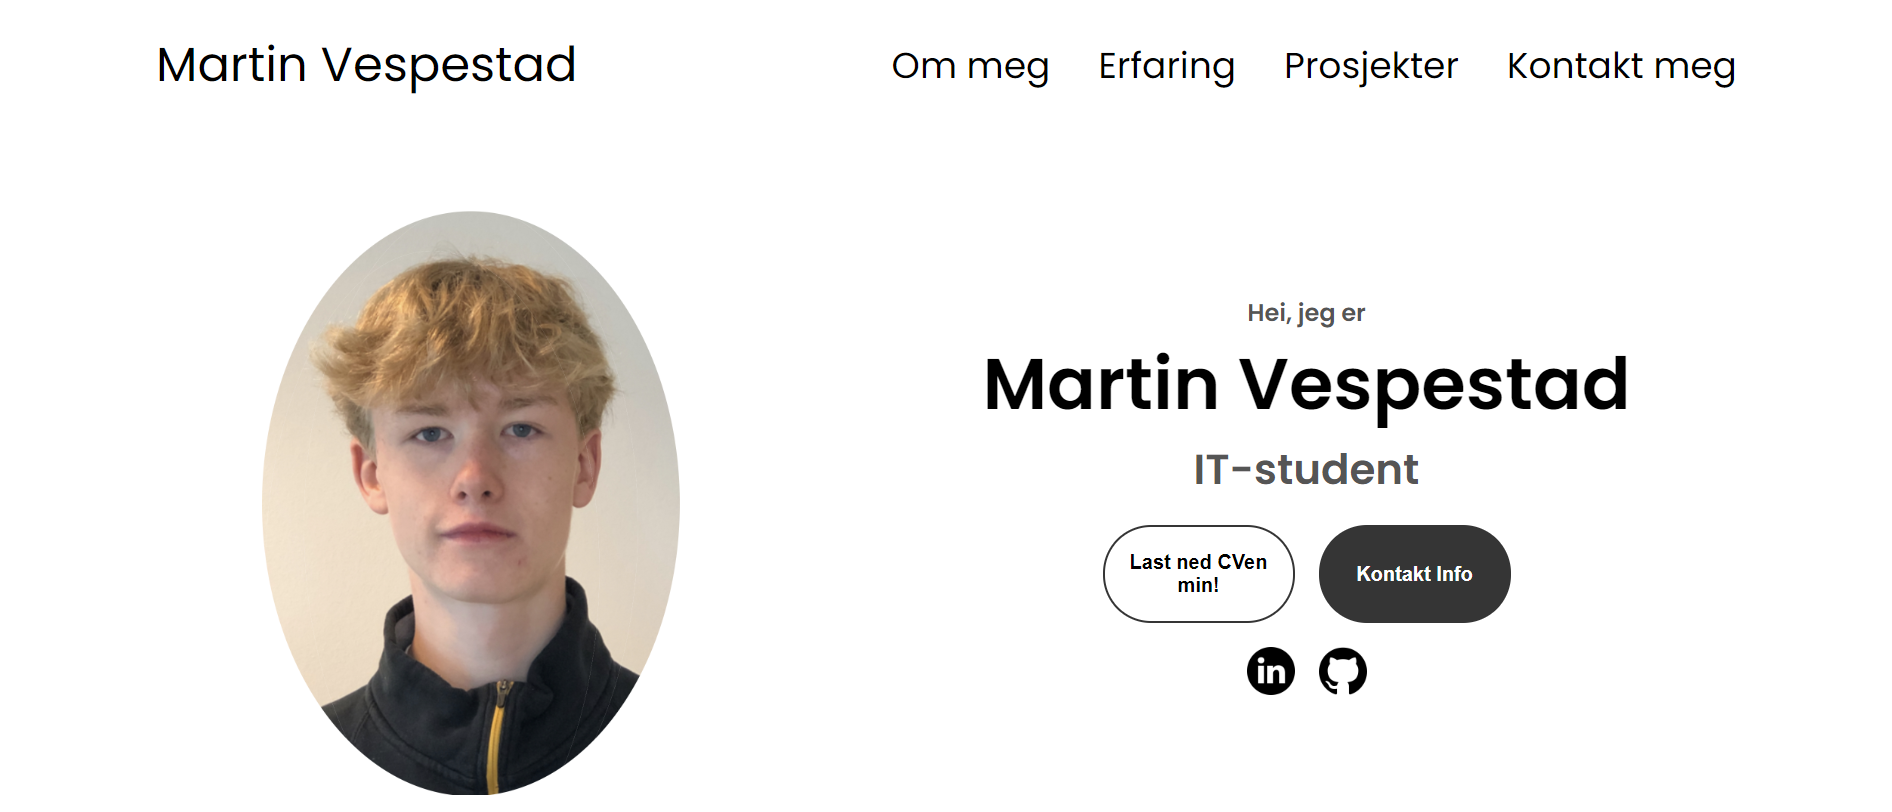 Martin Vespestad
Om meg Erfaring Prosjekter Kontakt meg
Hei, jeg er
Martin Vespestad
IT-student
Last ned CVen
min!
Kontakt Info
in